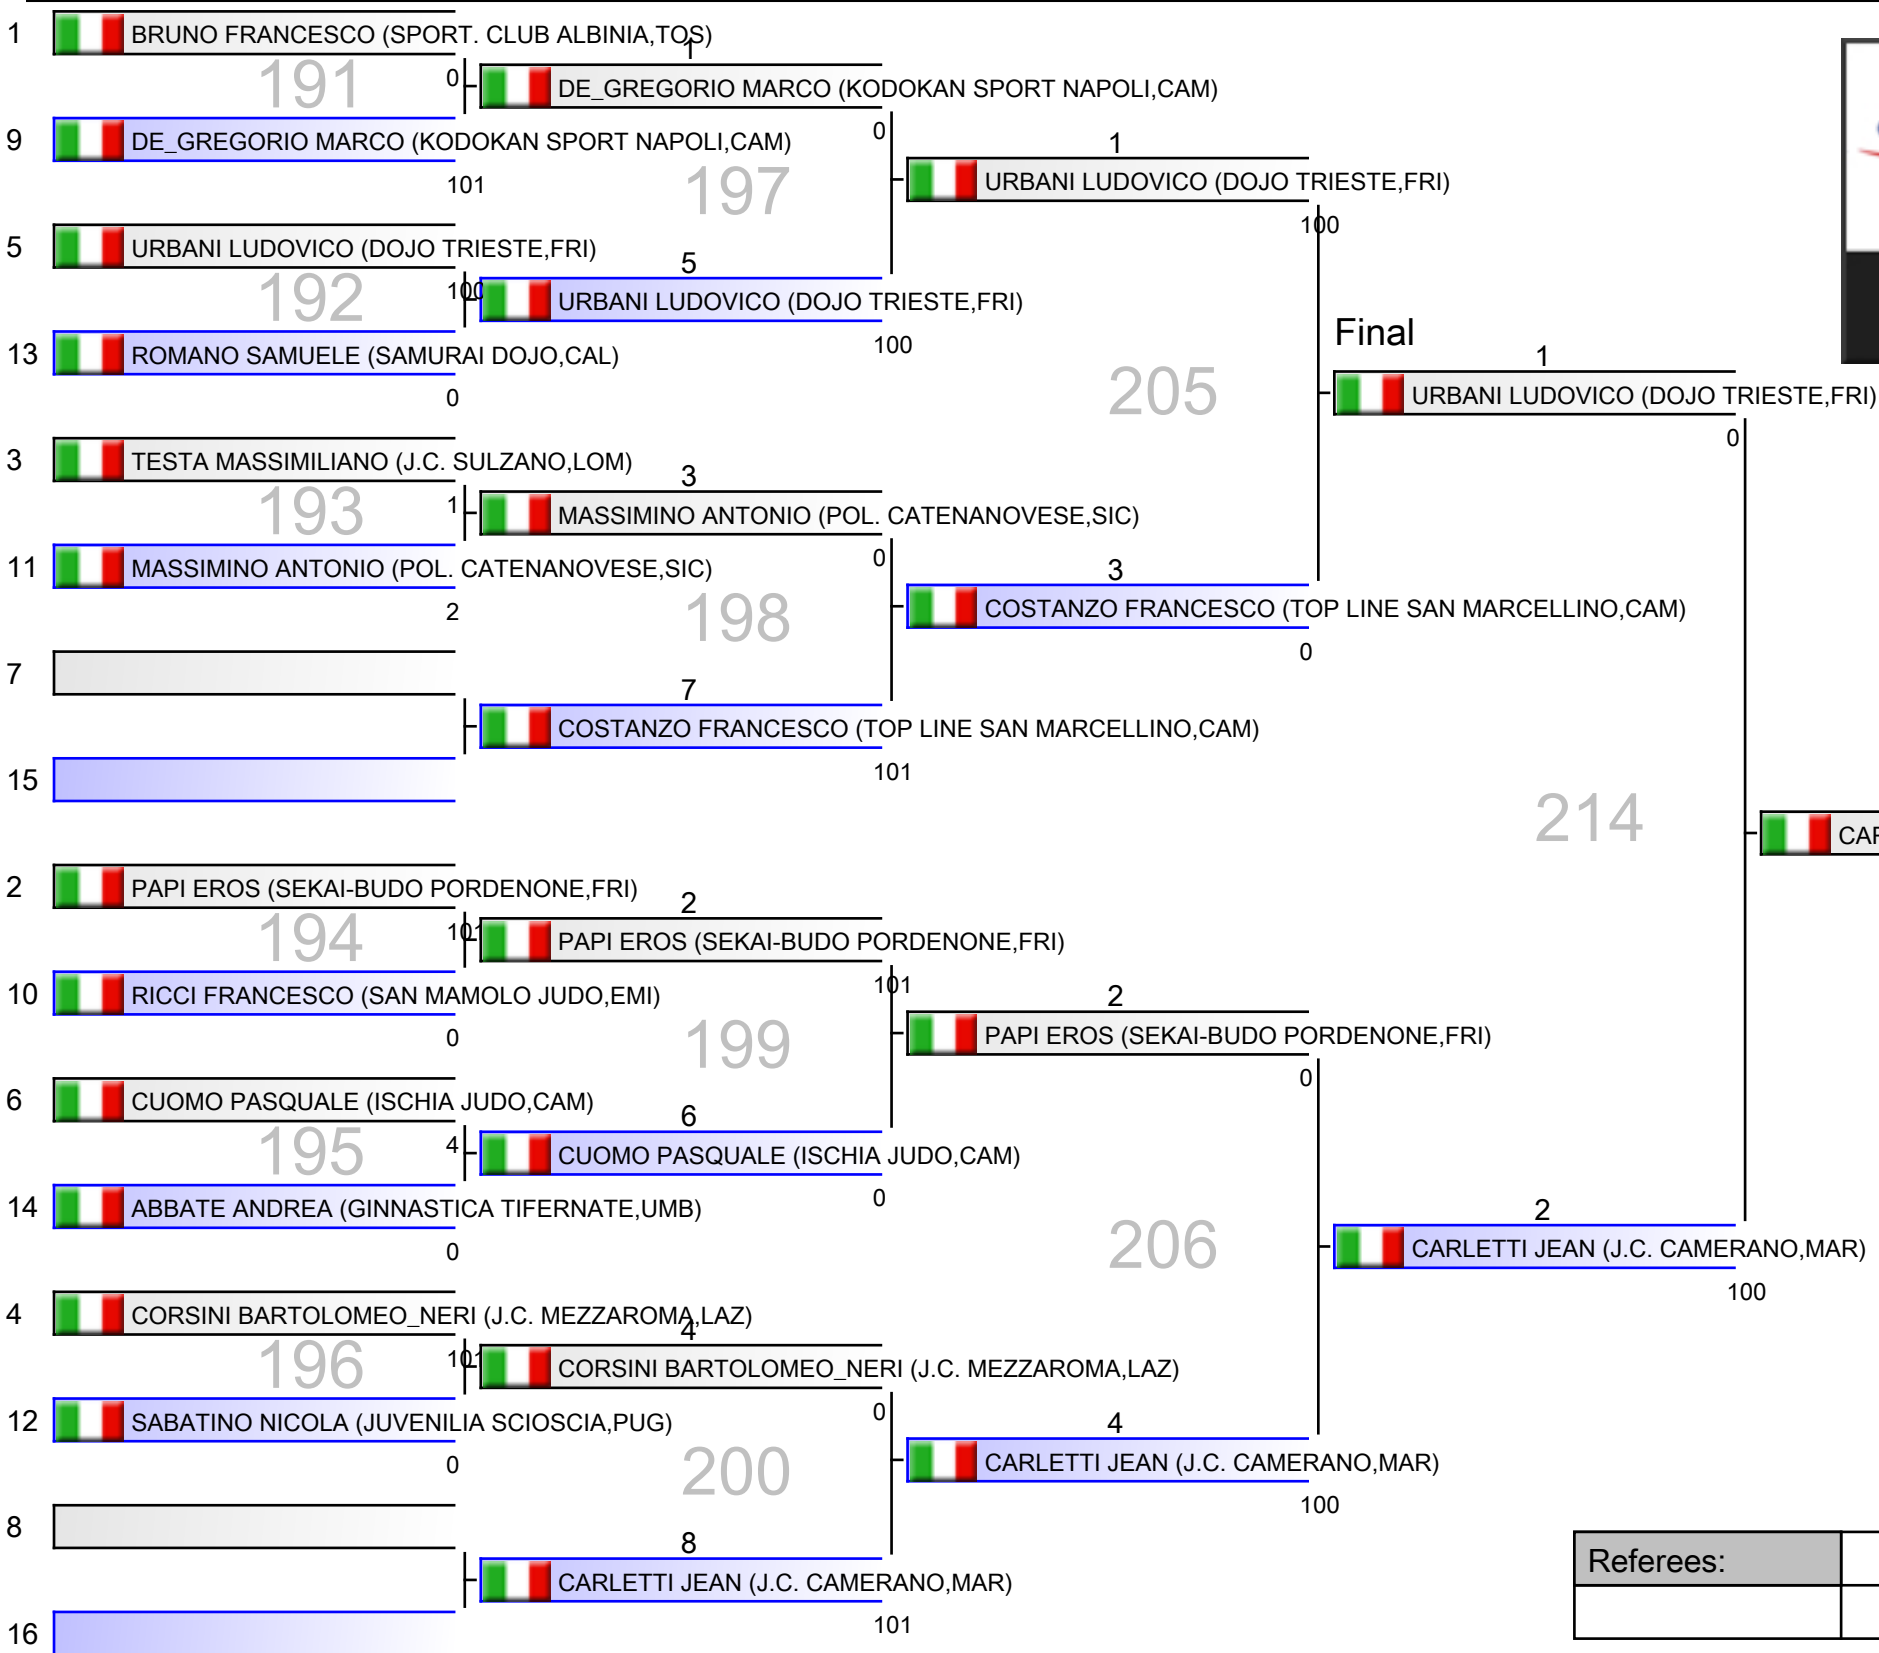 1 BRUNO FRANCESCO (SPORT. CLUB ALBINIA,TOS)
191
0
1
DE_GREGORIO MARCO (KODOKAN SPORT NAPOLI,CAM)
0
9 DE_GREGORIO MARCO (KODOKAN SPORT NAPOLI,CAM)
101
197
1
URBANI LUDOVICO (DOJO TRIESTE,FRI)
100
5 URBANI LUDOVICO (DOJO TRIESTE,FRI)
192
100
5
URBANI LUDOVICO (DOJO TRIESTE,FRI)
100
13 ROMANO SAMUELE (SAMURAI DOJO,CAL)
0
205
Final
1
URBANI LUDOVICO (DOJO TRIESTE,FRI)
0
3 TESTA MASSIMILIANO (J.C. SULZANO,LOM)
193
1
3
MASSIMINO ANTONIO (POL. CATENANOVESE,SIC)
0
11 MASSIMINO ANTONIO (POL. CATENANOVESE,SIC)
2
198
3
COSTANZO FRANCESCO (TOP LINE SAN MARCELLINO,CAM)
0
7
7
COSTANZO FRANCESCO (TOP LINE SAN MARCELLINO,CAM)
101
15
214
2 PAPI EROS (SEKAI-BUDO PORDENONE,FRI)
194
2
PAPI EROS (SEKAI-BUDO PORDENONE,FRI)
101
10 RICCI FRANCESCO (SAN MAMOLO JUDO,EMI)
0
199
2
PAPI EROS (SEKAI-BUDO PORDENONE,FRI)
0
6 CUOMO PASQUALE (ISCHIA JUDO,CAM)
195
4
6
CUOMO PASQUALE (ISCHIA JUDO,CAM)
0
14 ABBATE ANDREA (GINNASTICA TIFERNATE,UMB)
0
206
2
CARLETTI JEAN (J.C. CAMERANO,MAR)
100
4 CORSINI BARTOLOMEO_NERI (J.C. MEZZAROMA,LAZ)
196
4
CORSINI BARTOLOMEO_NERI (J.C. MEZZAROMA,LAZ)
0
12 SABATINO NICOLA (JUVENILIA SCIOSCIA,PUG)
0
200
4
CARLETTI JEAN (J.C. CAMERANO,MAR)
100
8
8
CARLETTI JEAN (J.C. CAMERANO,MAR)
101
16
Referees: